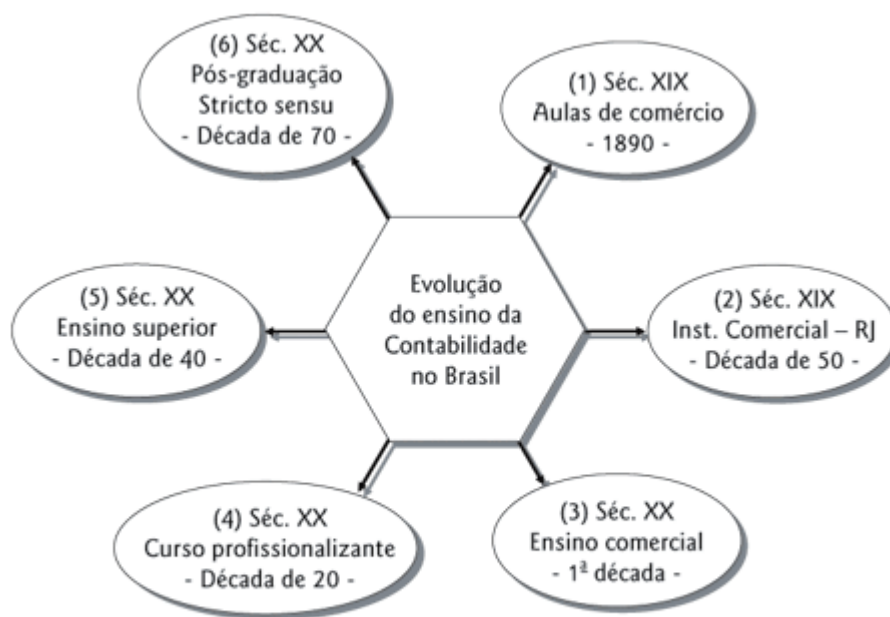 (6) Séc. XX
Pós-graduação
Stricto sensu
- Década de 70 -
(1) Séc. XIX
Aulas de comércio
- 1890 -
(5) Séc. XX
Ensino superior
- Década de 40 -
Evolução
do ensino da
Contabilidade
no Brasil
(2) Séc. XIX
Inst. Comercial – RJ
- Década de 50 -
(4) Séc. XX
Curso profissionalizante
- Década de 20 -
(3) Séc. XX
Ensino comercial
- 1ª década -